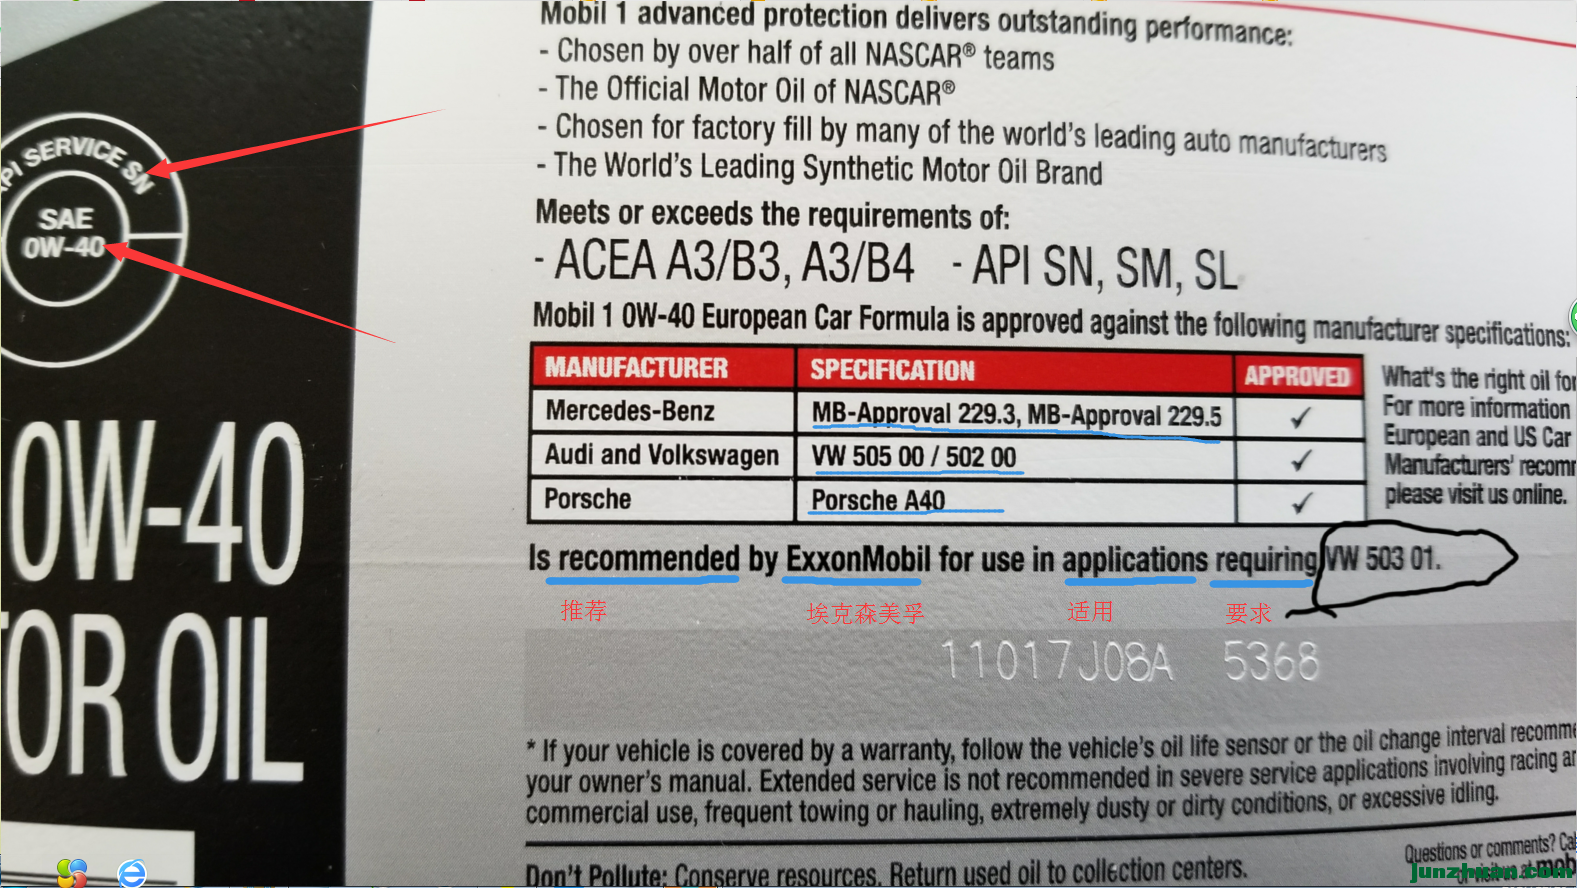 Mobil 1 advanced protection delivers outstanding performance:
- Chosen by over half of all NASCAR® teams
- The Official Motor Oil of NASCAR®
- Chosen for factory fill by many of the world's leading auto manufacturers
- The World's Leading Synthetic Motor Oil Brand
API SERVICE SN
SAE
0W-40
Meets or exceeds the requirements of:
- ACEA A3/B3, A3/B4 - API SN, SM, SL
Mobil 1 0W-40 European Car Formula is approved against the following manufacturer specifications:
MANUFACTURER SPECIFICATION APPROVED
Mercedes-Benz MB-Approval 229.3, MB-Approval 229.5 ✓
Audi and Volkswagen VW 505 00 / 502 00 ✓
Porsche Porsche A40 ✓
What's the right oil for
For more information
European and US Car
Manufacturers' recom
please visit us online.
0W-40
TOR OIL
Is recommended by ExxonMobil for use in applications requiring VW 503 01.
推荐 埃克森美孚 适用 要求
11017J08A 5368
* If your vehicle is covered by a warranty, follow the vehicle's oil life sensor or the oil change interval recomme
your owner's manual. Extended service is not recommended in severe service applications involving racing an
commercial use, frequent towing or hauling, extremely dusty or dirty conditions, or excessive idling.
Don't Pollute: Conserve resources. Return used oil to collection centers.
Questions or comments? Cal
junzhuan.com